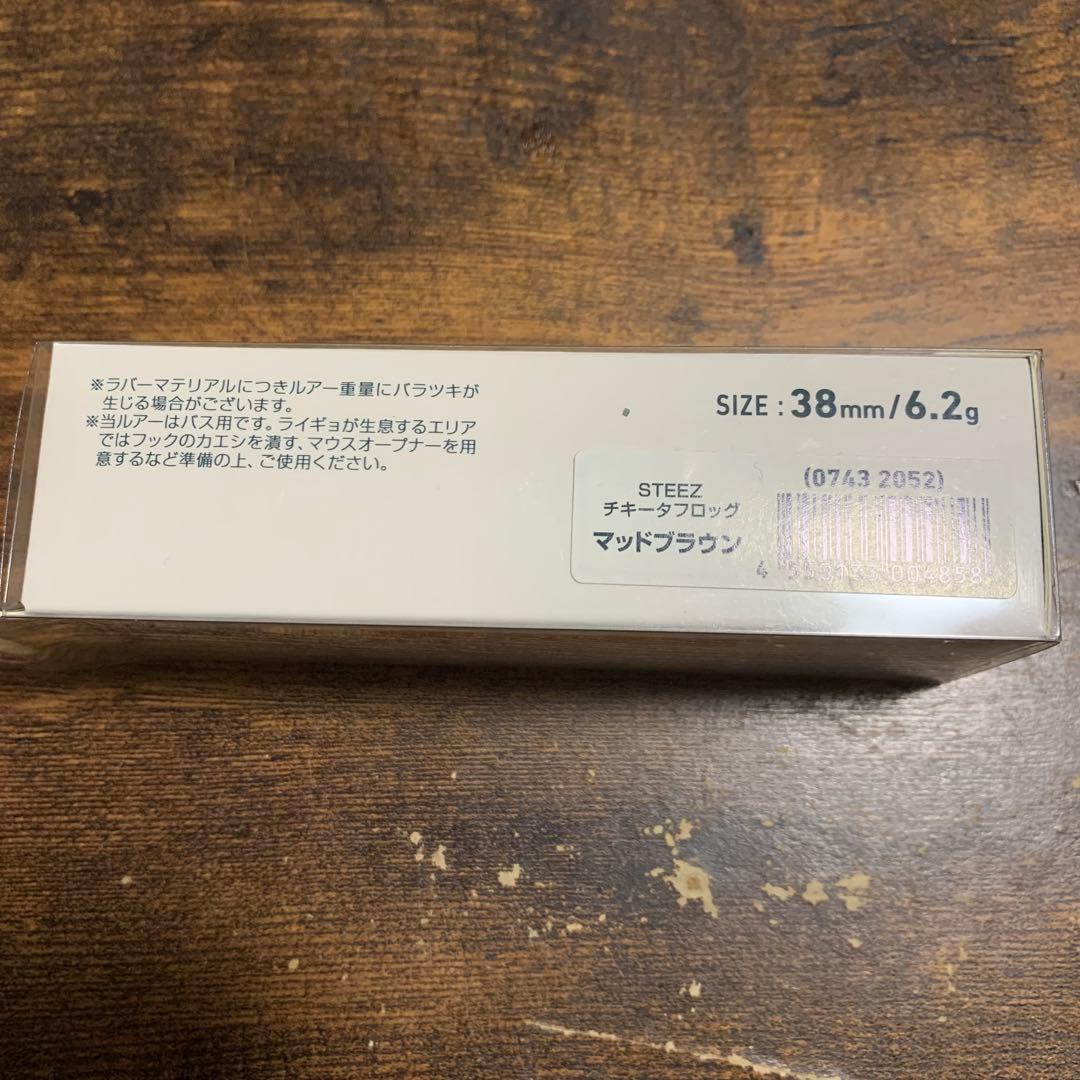 ※ラバーマテリアルにつきルアー重量にバラツキが
生じる場合がございます。
※当ルアーはバス用です。ライギョが生息するエリア
ではフックのカエシを潰す、マウスオープナーを用
意するなど準備の上、ご使用ください。
SIZE : 38mm/6.2g
(0743 2052)
STEEZ
チキータフロッグ
マッドブラウン
004858